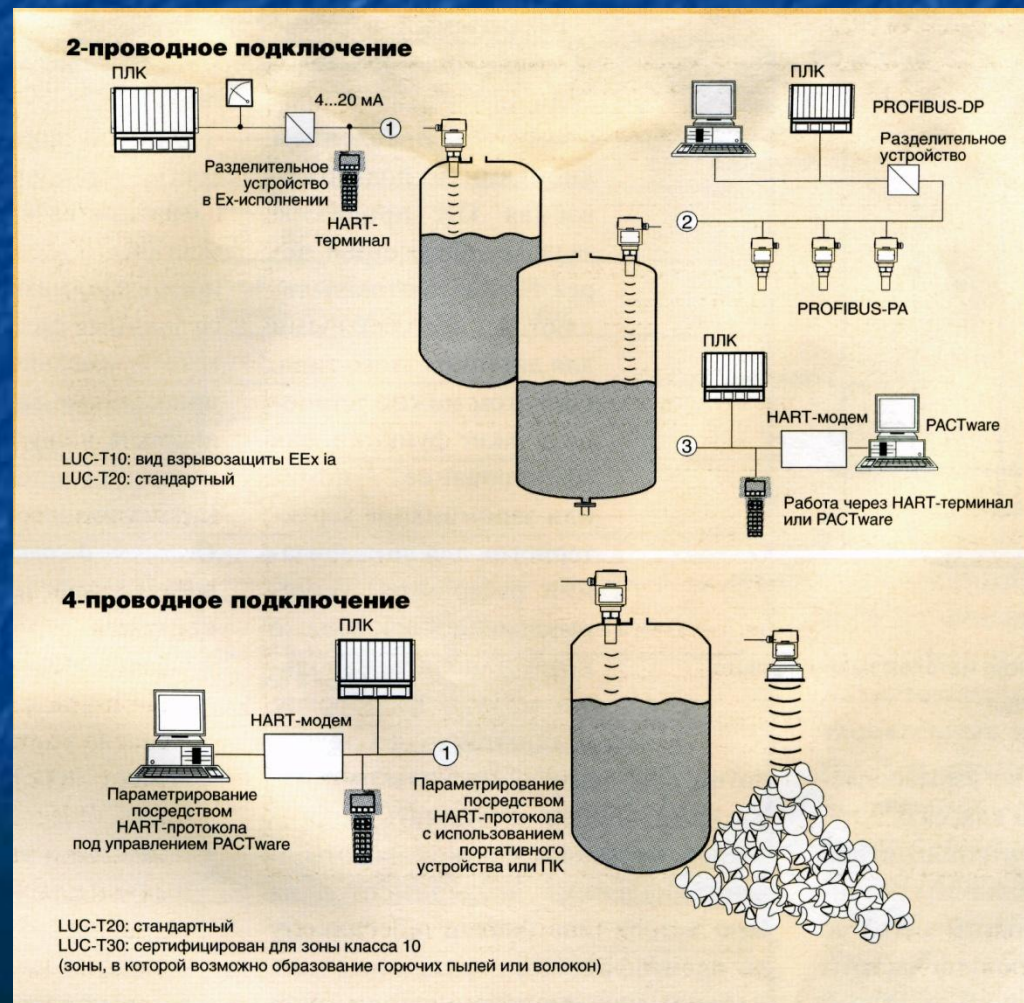 2-проводное подключение
ПЛК
4...20 мА
1
Разделительное
устройство
в Ex-исполнении
HART-
терминал
ПЛК
PROFIBUS-DP
Разделительное
устройство
2
PROFIBUS-PA
ПЛК
HART-модем
PACTware
3
Работа через HART-терминал
или PACTware
LUC-T10: вид взрывозащиты EEx ia
LUC-T20: стандартный
4-проводное подключение
ПЛК
HART-модем
1
Параметрирование
посредством
HART-протокола
под управлением PACTware
Параметрирование
посредством
HART-протокола
с использованием
портативного
устройства или ПК
LUC-T20: стандартный
LUC-T30: сертифицирован для зоны класса 10
(зоны, в которой возможно образование горючих пылей или волокон)